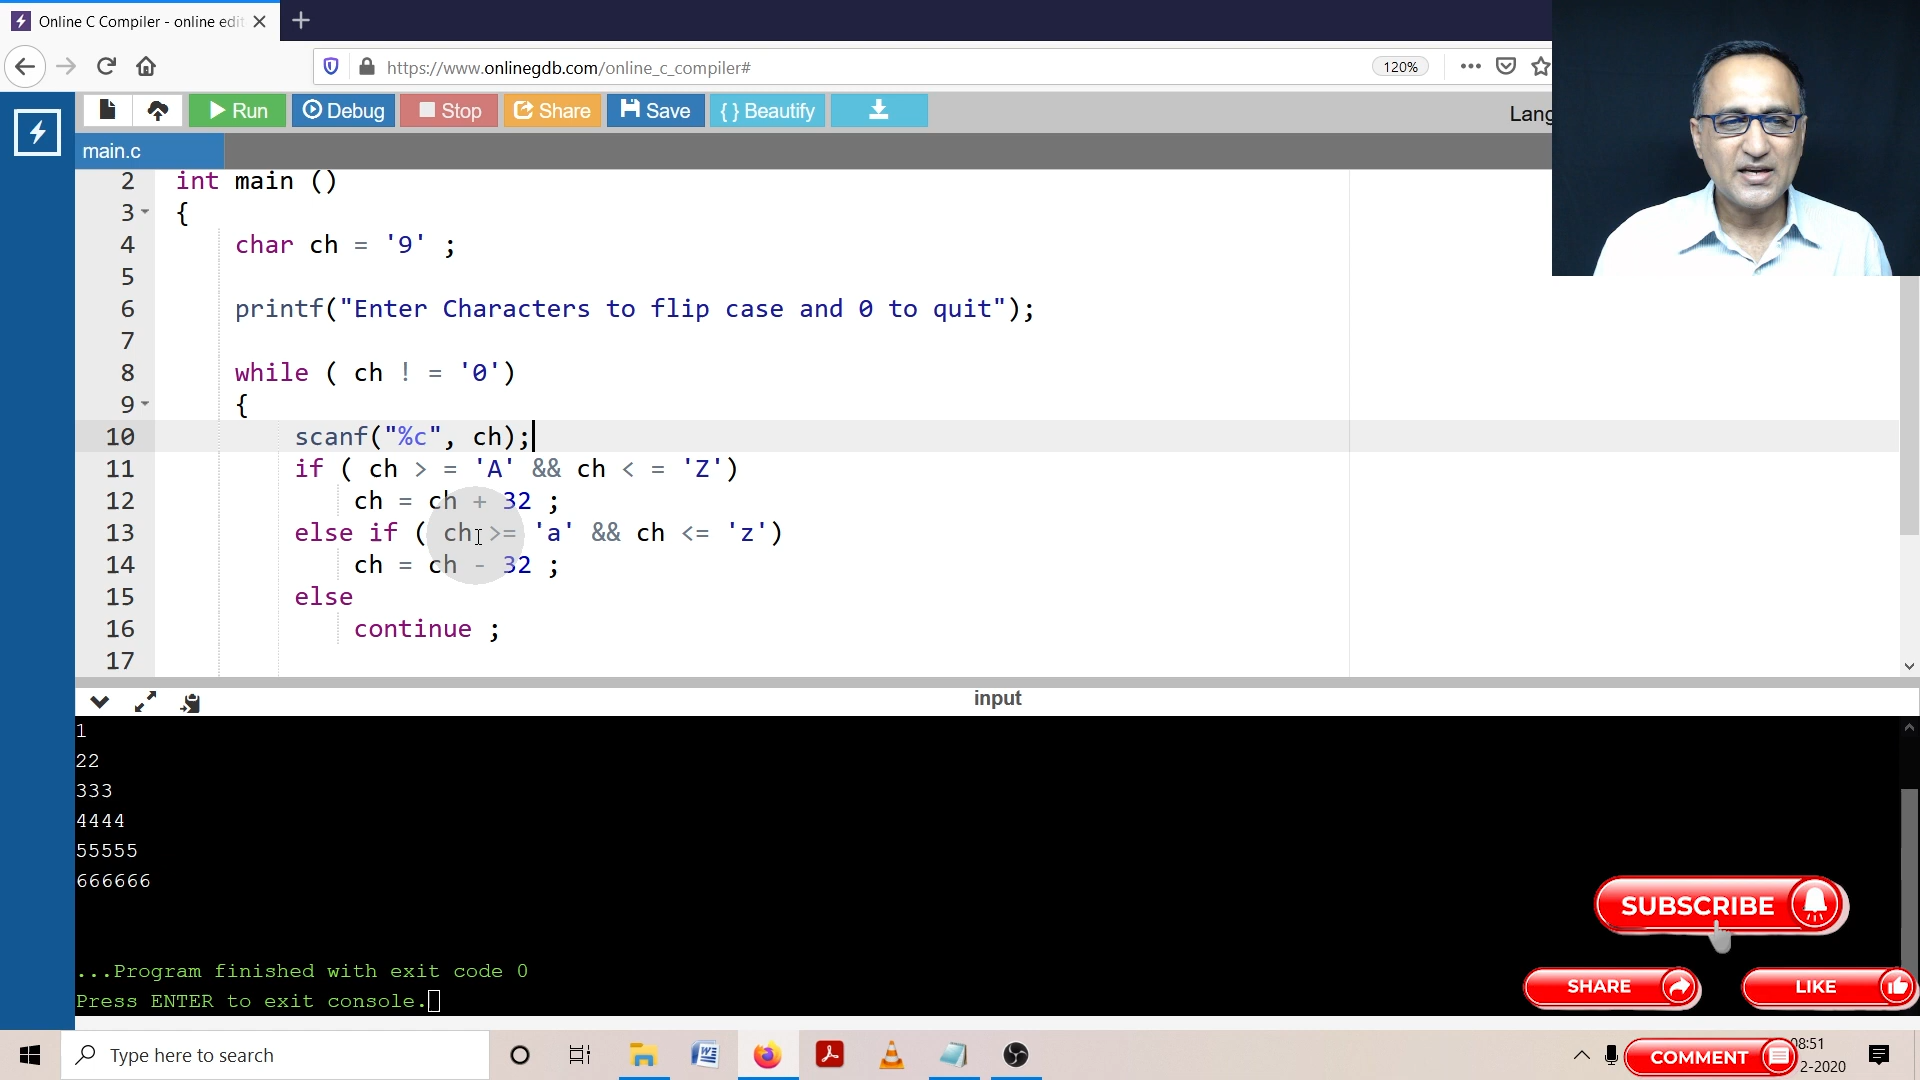 Online C Compiler - online edit
https://www.onlinegdb.com/online_c_compiler#
120%
Run
Debug
Stop
Share
Save
{ } Beautify
Lang
main.c
2 int main ()
3 {
4 char ch = '9' ;
5
6 printf("Enter Characters to flip case and 0 to quit");
7
8 while ( ch ! = '0')
9 {
10 scanf("%c", ch);
11 if ( ch > = 'A' && ch < = 'Z')
12 ch = ch + 32 ;
13 else if ( ch >= 'a' && ch <= 'z')
14 ch = ch - 32 ;
15 else
16 continue ;
17
input
1
22
333
4444
55555
666666
...Program finished with exit code 0
Press ENTER to exit console.
SUBSCRIBE
SHARE
LIKE
Type here to search
COMMENT
08:51
2-2020